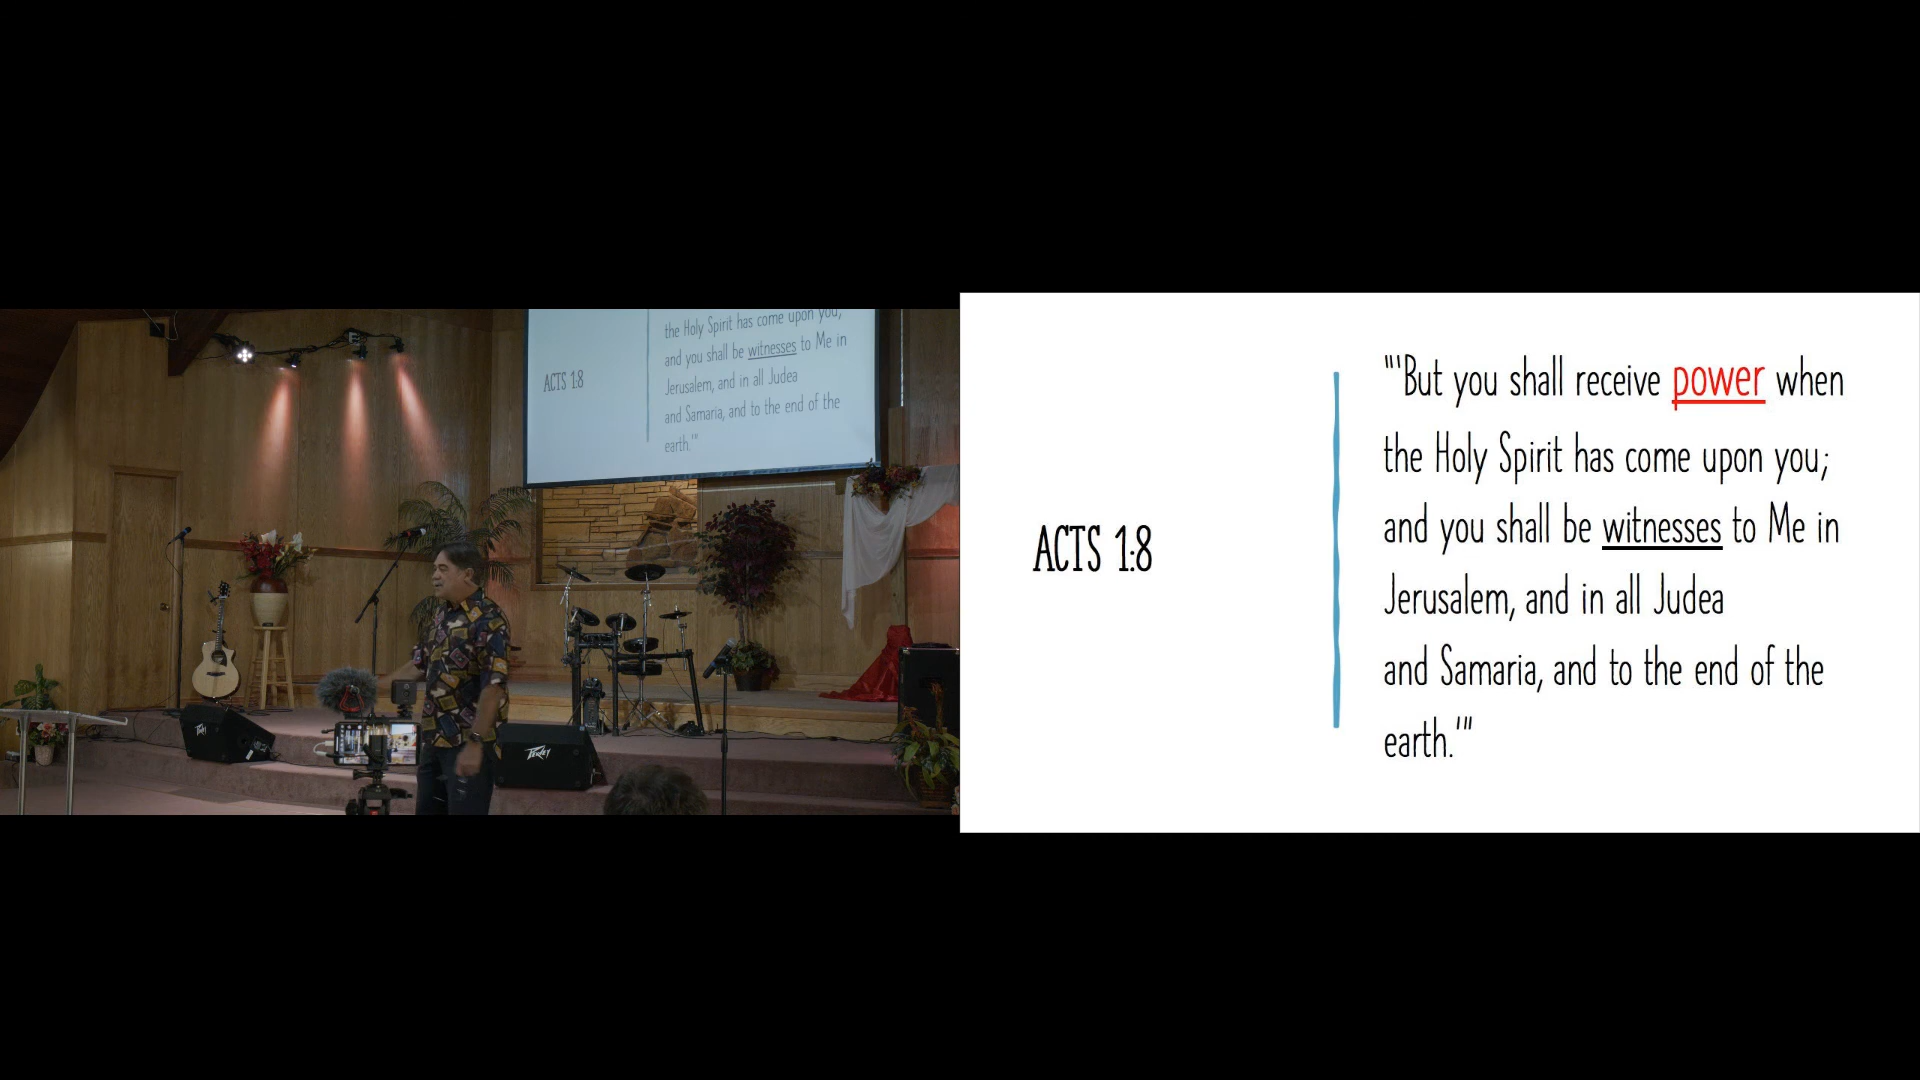 the Holy Spirit has come upon you;
and you shall be witnesses to Me in
ACTS 1:8
Jerusalem, and in all Judea
and Samaria, and to the end of the
earth.'"
PEAVEY
"'But you shall receive power when
the Holy Spirit has come upon you;
and you shall be witnesses to Me in
ACTS 1:8
Jerusalem, and in all Judea
and Samaria, and to the end of the
earth.'"